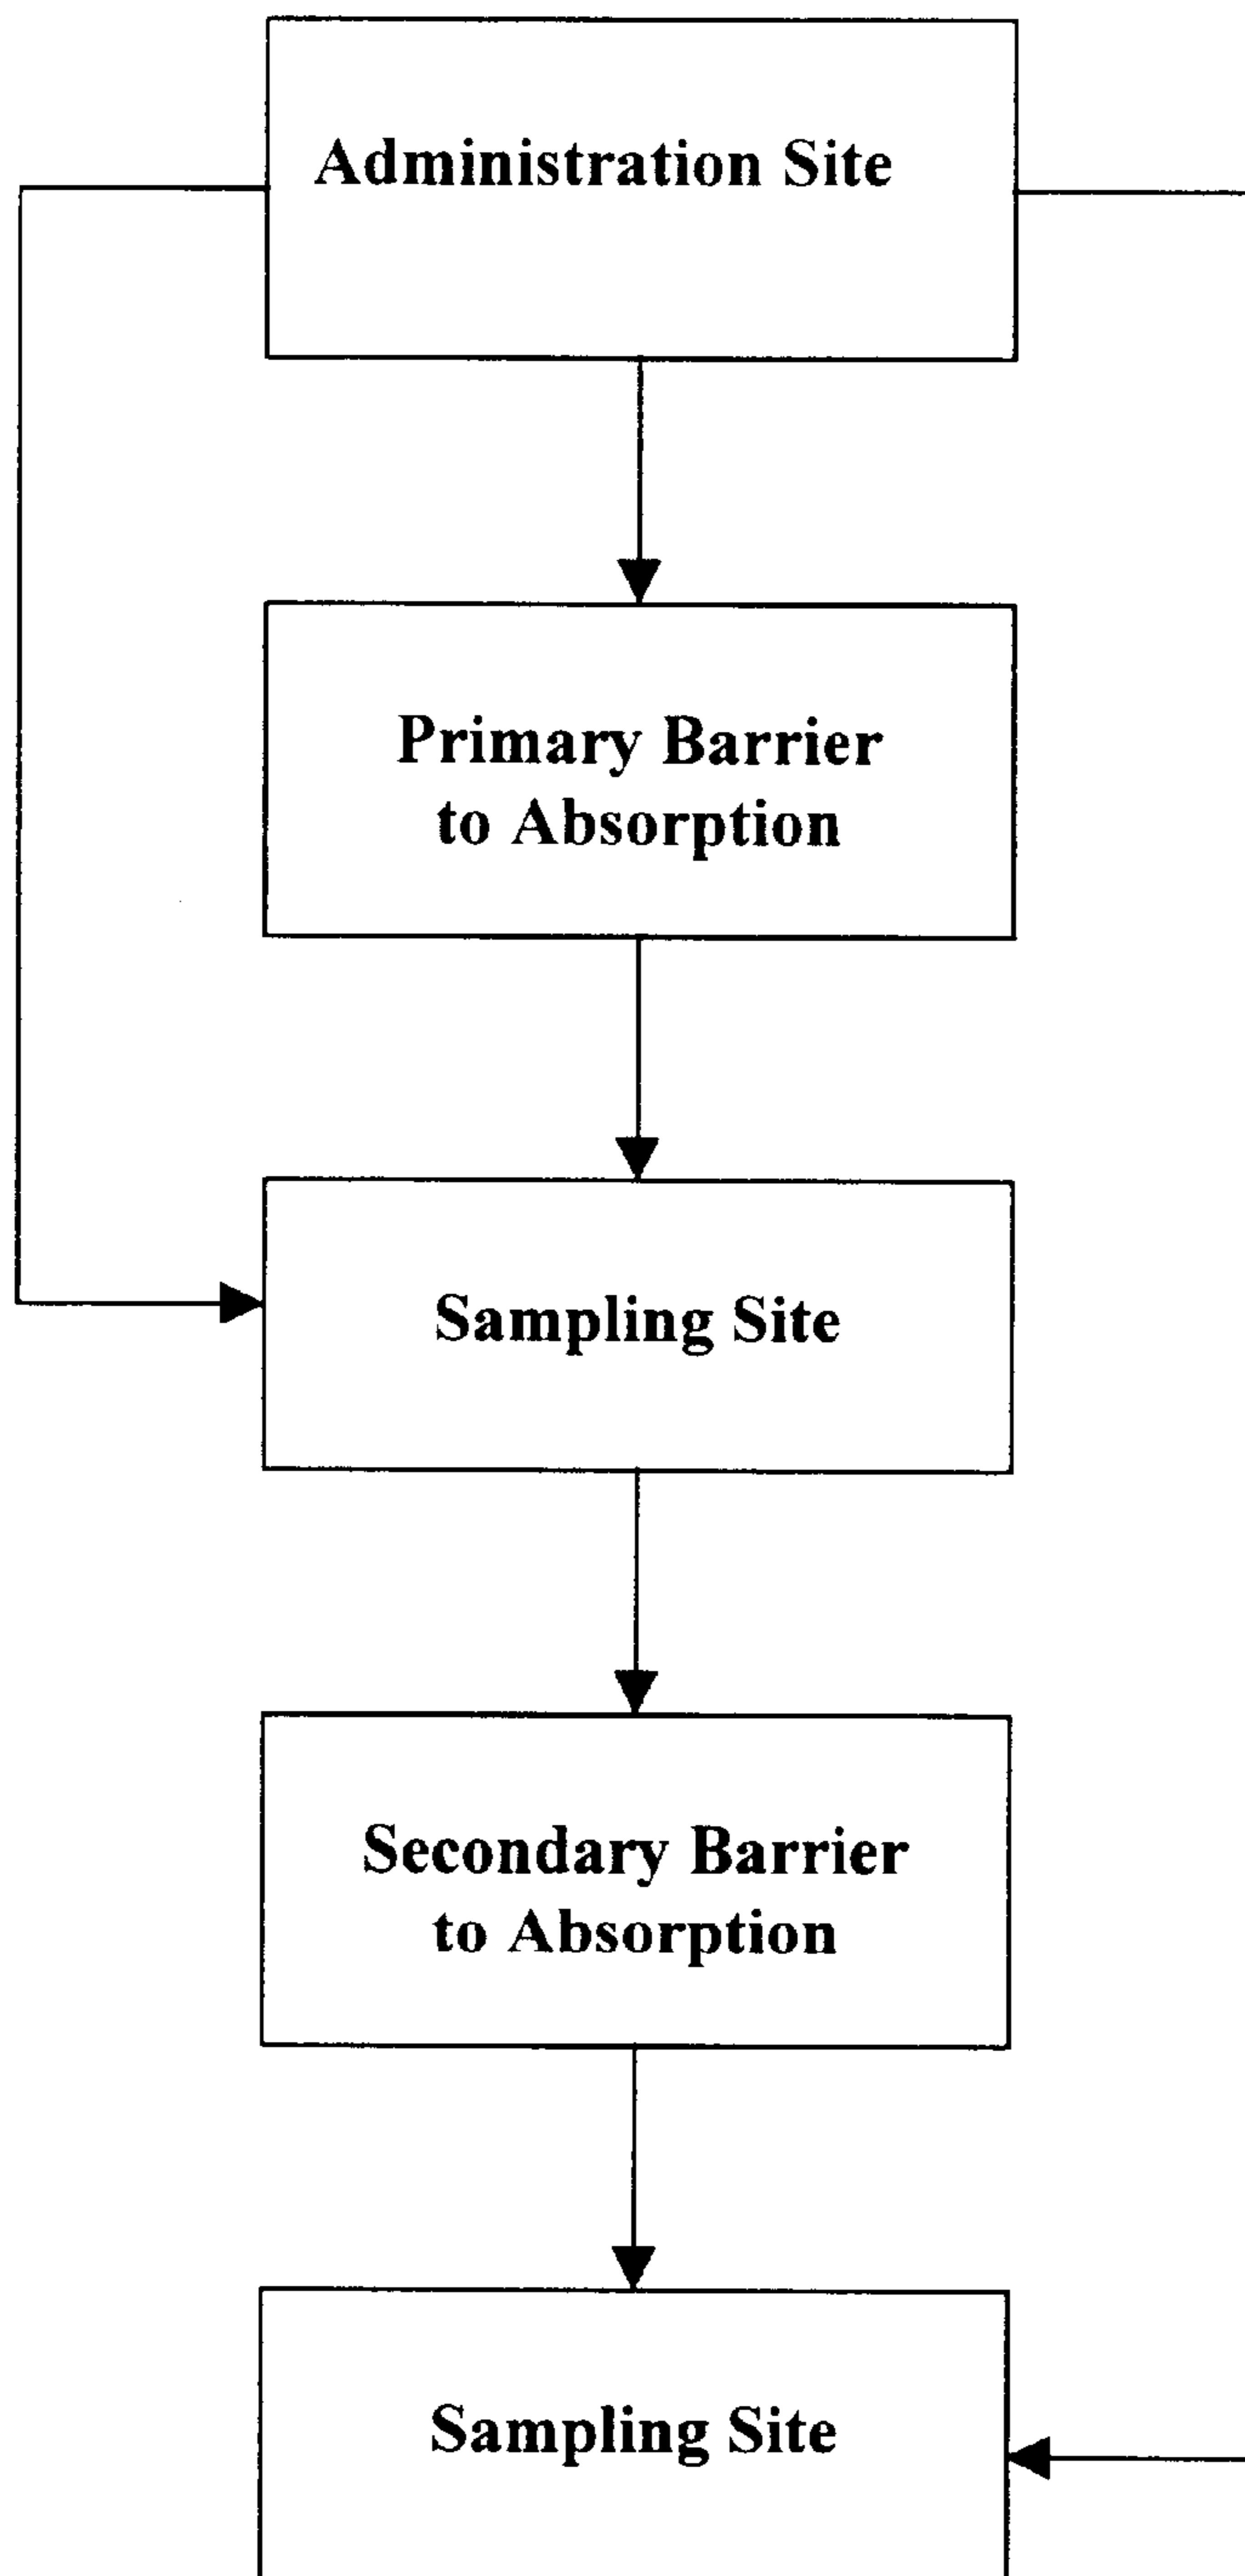 Administration Site
Primary Barrier
to Absorption
Sampling Site
Secondary Barrier
to Absorption
Sampling Site